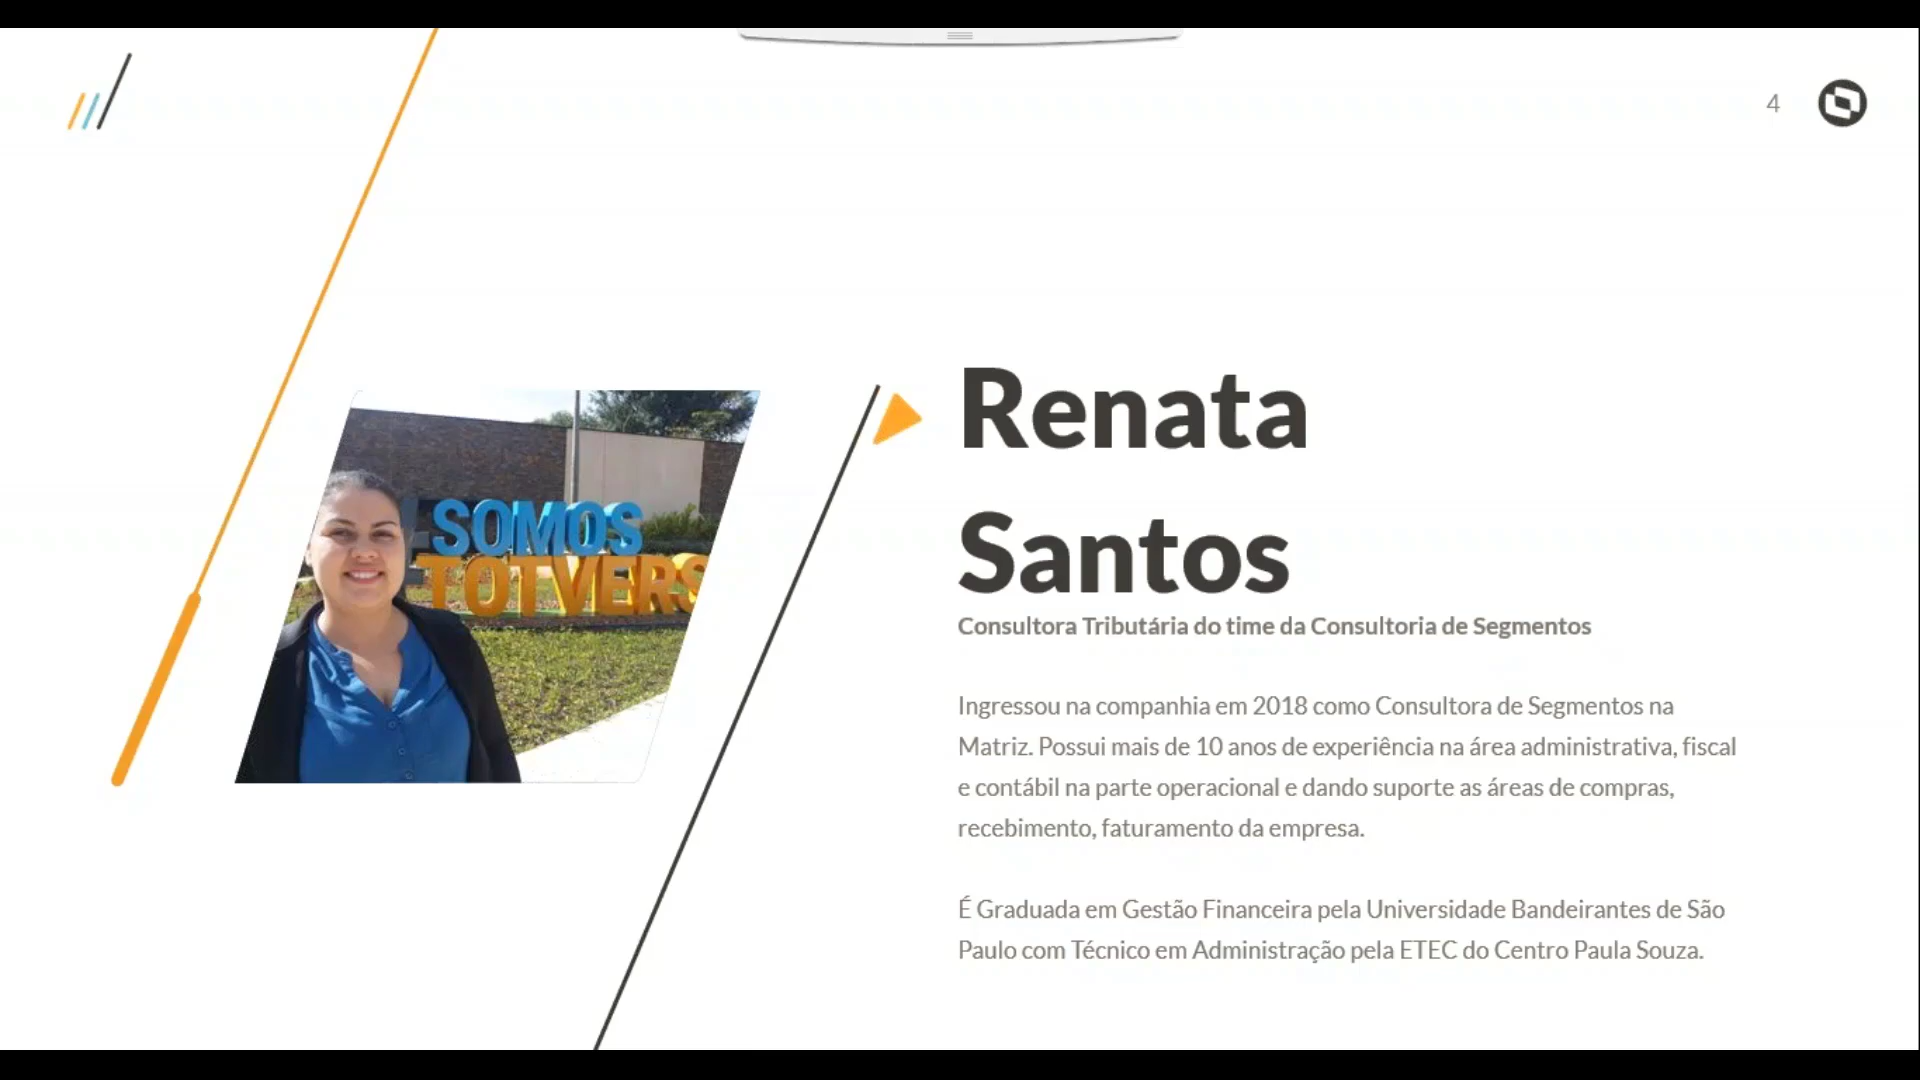 4
Renata
Santos
Consultora Tributária do time da Consultoria de Segmentos
Ingressou na companhia em 2018 como Consultora de Segmentos na
Matriz. Possui mais de 10 anos de experiência na área administrativa, fiscal
e contábil na parte operacional e dando suporte as áreas de compras,
recebimento, faturamento da empresa.
É Graduada em Gestão Financeira pela Universidade Bandeirantes de São
Paulo com Técnico em Administração pela ETEC do Centro Paula Souza.
#SOMOS
TOTVERS